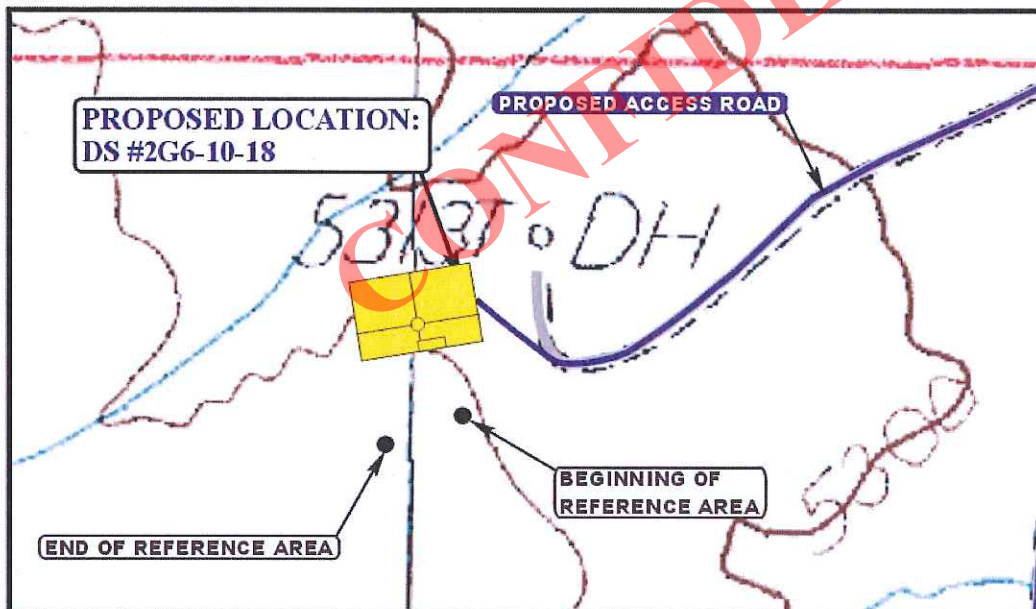 PROPOSED LOCATION:
DS #2G6-10-18
PROPOSED ACCESS ROAD
5313T o DH
CONFIDE
BEGINNING OF
REFERENCE AREA
END OF REFERENCE AREA